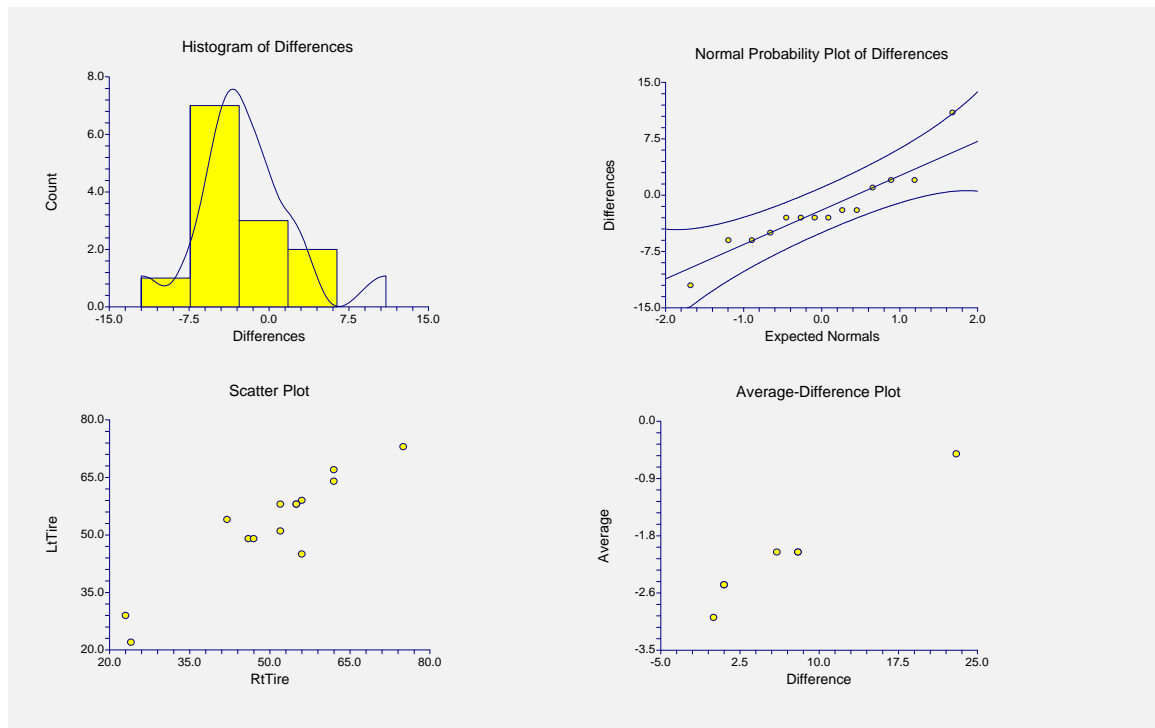 Histogram of Differences
8.0
6.0
4.0
2.0
0.0
Count
-15.0 -7.5 0.0 7.5 15.0
Differences
Normal Probability Plot of Differences
15.0
7.5
0.0
-7.5
-15.0
Differences
-2.0 -1.0 0.0 1.0 2.0
Expected Normals
Scatter Plot
80.0
65.0
50.0
35.0
20.0
LtTire
20.0 35.0 50.0 65.0 80.0
RtTire
Average-Difference Plot
0.0
-0.9
-1.8
-2.6
-3.5
Average
-5.0 2.5 10.0 17.5 25.0
Difference